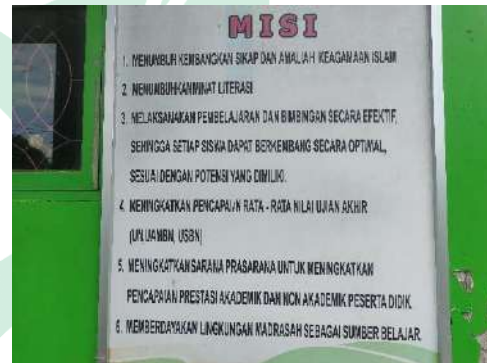 MISI
1. MENUMBUH KEMBANGKAN SIKAP DAN AMALIAH KEAGAMAAN ISLAM
2. MENUMBUHKAN MINAT LITERASI
3. MELAKSANAKAN PEMBELAJARAN DAN BIMBINGAN SECARA EFEKTIF,
SEHINGGA SETIAP SISWA DAPAT BERKEMBANG SECARA OPTIMAL,
SESUAI DENGAN POTENSI YANG DIMILIKI.
4. MENINGKATKAN PENCAPAIAN RATA - RATA NILAI UJIAN AKHIR
(UN, UAMBN, USBN)
5. MENINGKATKAN SARANA PRASARANA UNTUK MENINGKATKAN
PENCAPAIAN PRESTASI AKADEMIK DAN NON AKADEMIK PESERTA DIDIK.
6. MEMBERDAYAKAN LINGKUNGAN MADRASAH SEBAGAI SUMBER BELAJAR.